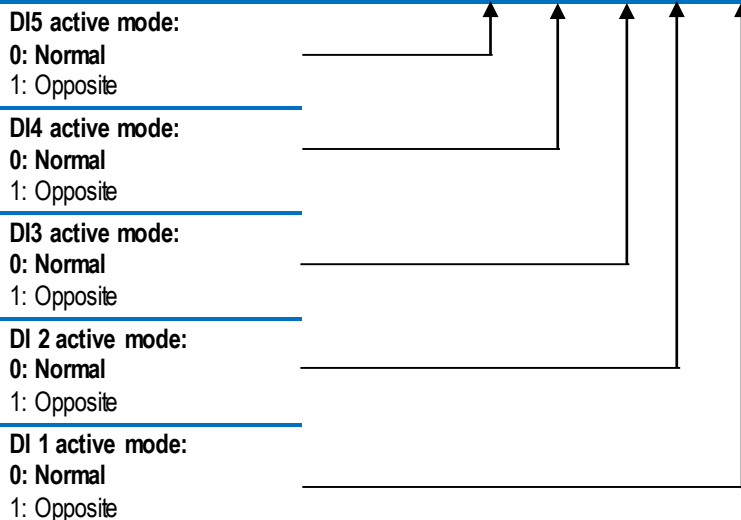 DI5 active mode:
0: Normal
1: Opposite
DI4 active mode:
0: Normal
1: Opposite
DI3 active mode:
0: Normal
1: Opposite
DI 2 active mode:
0: Normal
1: Opposite
DI 1 active mode:
0: Normal
1: Opposite